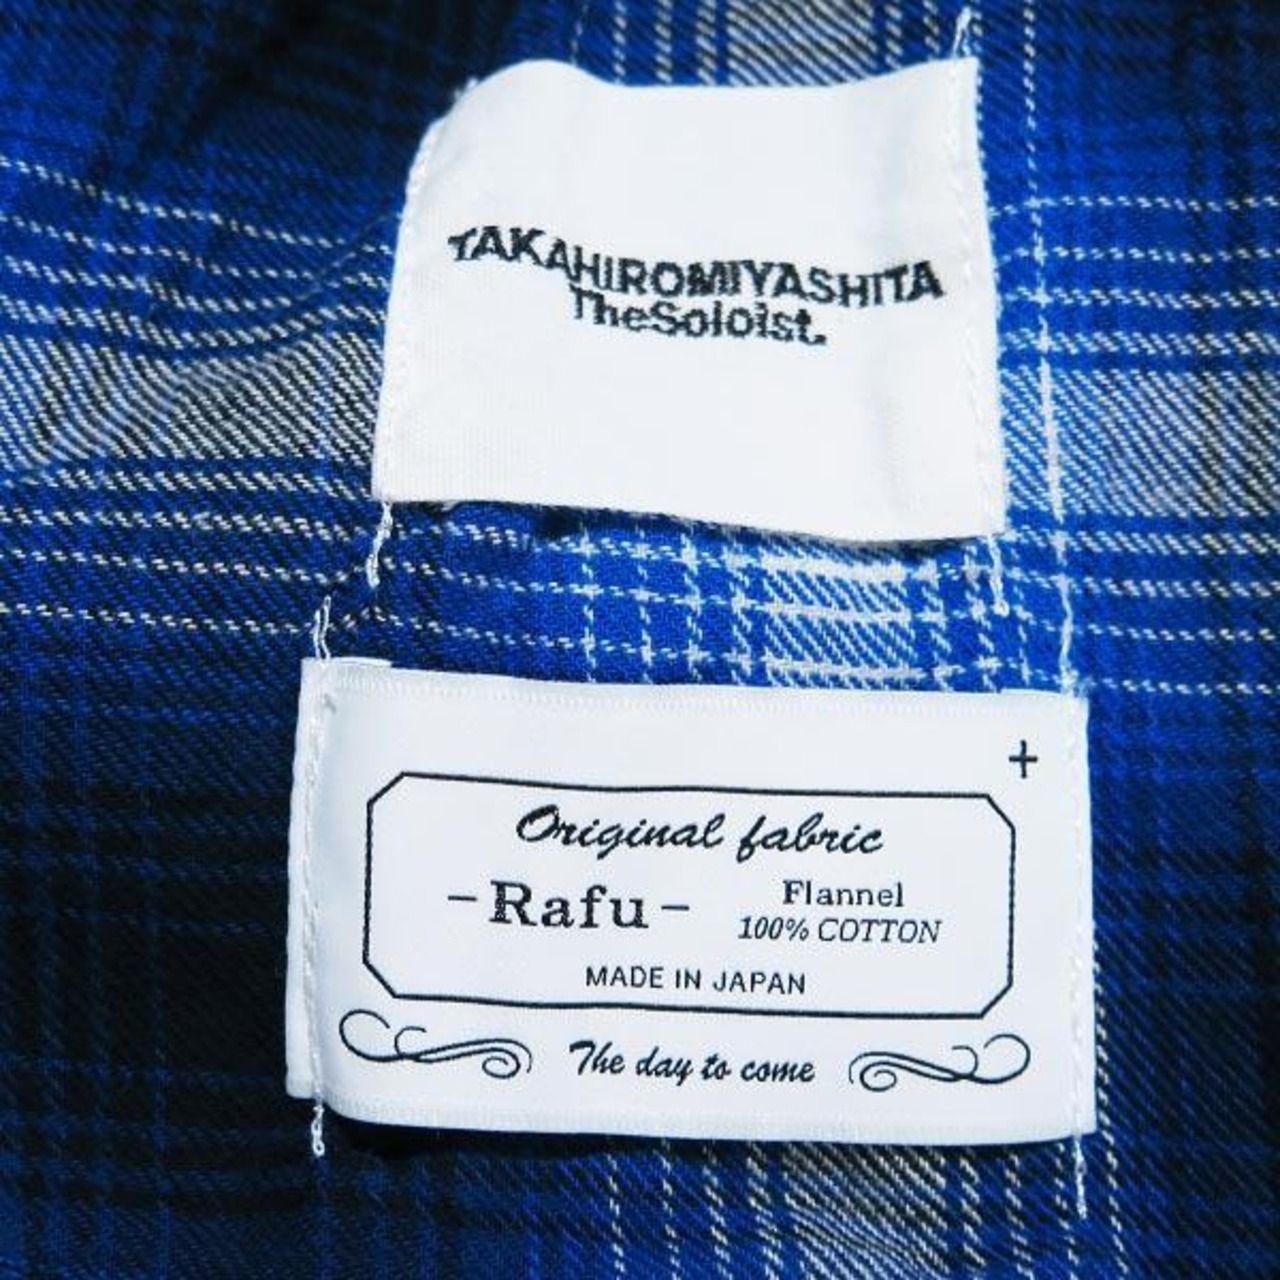 TAKAHIROMIYASHITA
TheSoloist.
+
Original fabric
-Rafu-
Flannel
100% COTTON
MADE IN JAPAN
The day to come